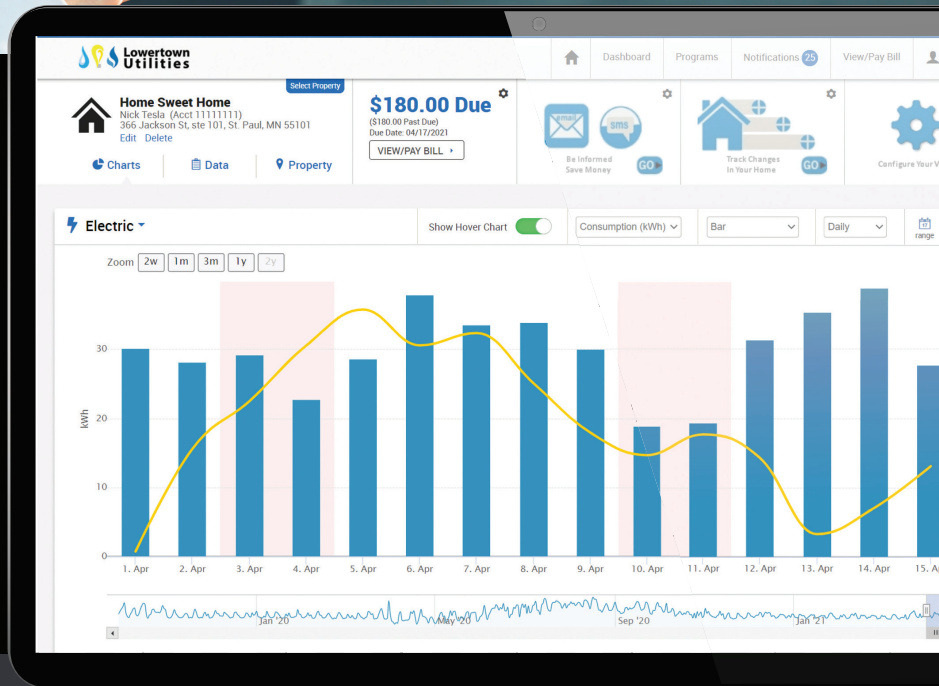 Lowertown
Utilities
Dashboard
Programs
Notifications 25
View/Pay Bill
Select Property
Home Sweet Home
Nick Tesla (Acct 11111111)
366 Jackson St, ste 101, St. Paul, MN 55101
Edit Delete
Charts
Data
Property
$180.00 Due
($180.00 Past Due)
Due Date: 04/17/2021
VIEW/PAY BILL ›
email
sms
Be Informed
Save Money
GO
Track Changes
In Your Home
GO
Configure Your V
Electric
Show Hover Chart
Consumption (kWh)
Bar
Daily
range
Zoom 2w 1m 3m 1y 2y
kWh
30
20
10
0
1. Apr 2. Apr 3. Apr 4. Apr 5. Apr 6. Apr 7. Apr 8. Apr 9. Apr 10. Apr 11. Apr 12. Apr 13. Apr 14. Apr 15. A
Jan '20 May '20 Sep '20 Jan '21